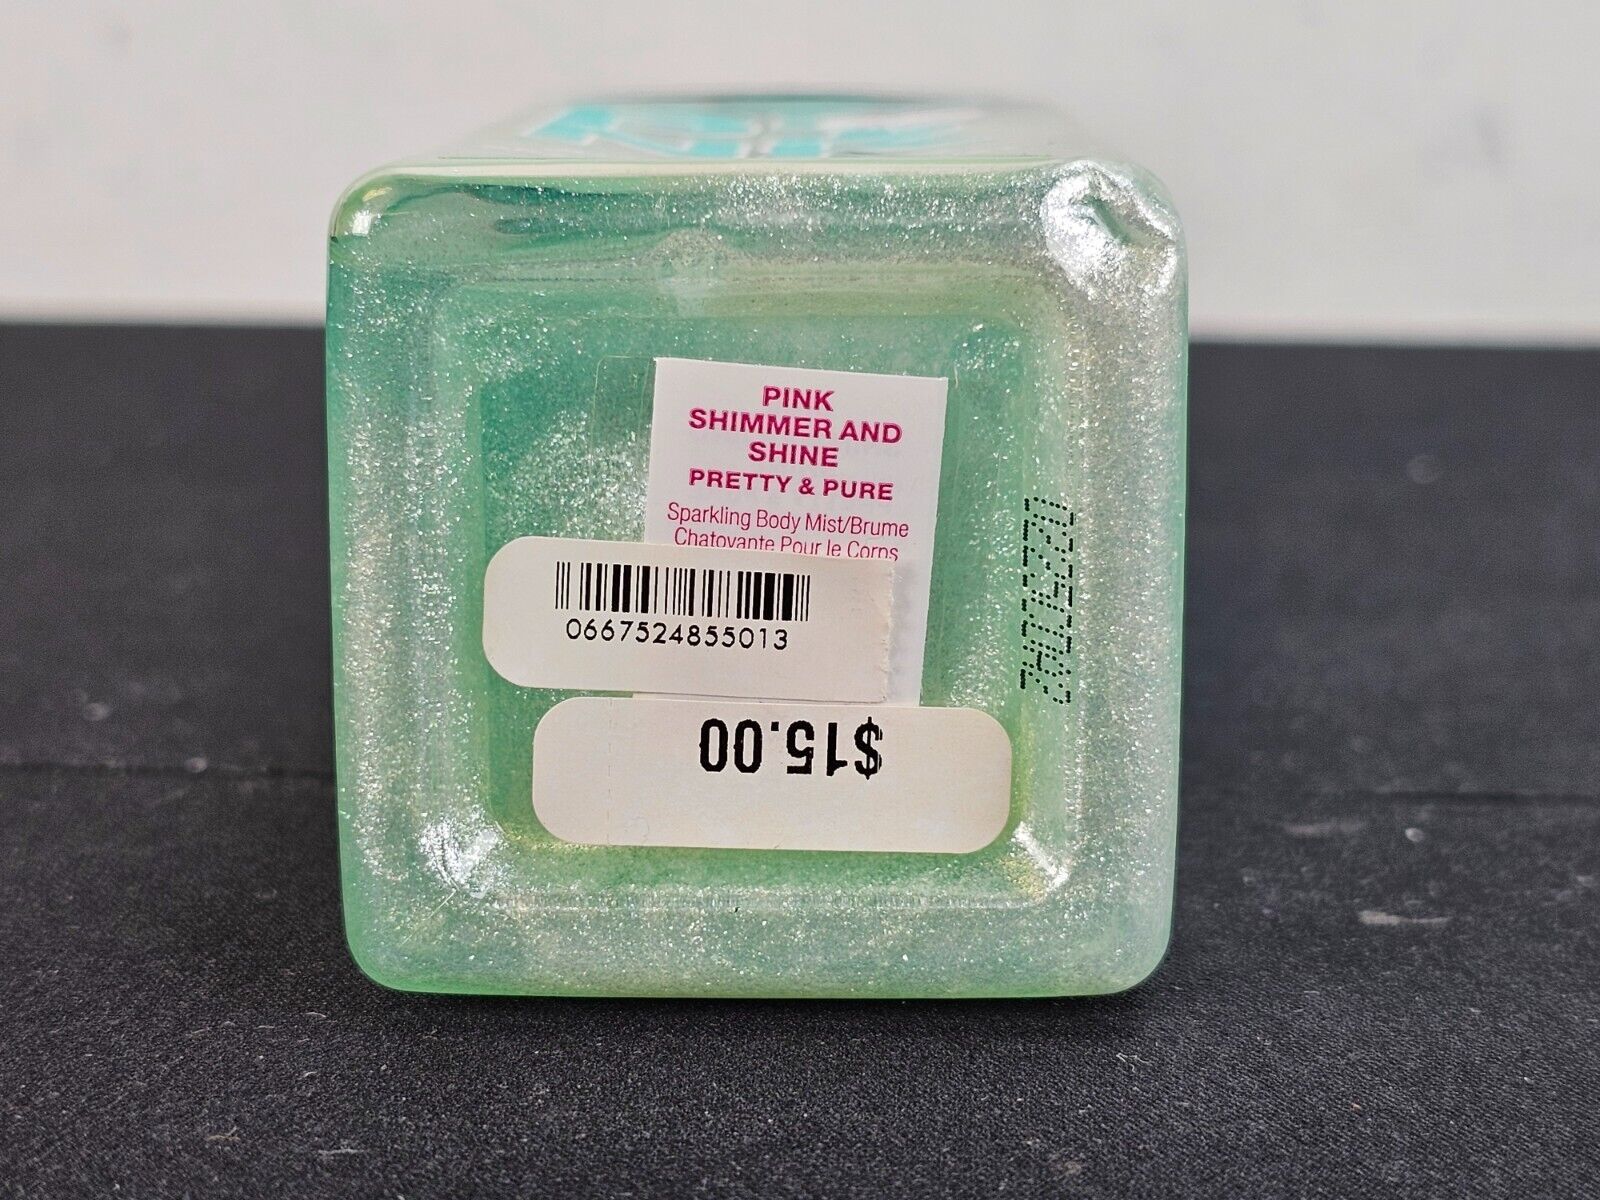 PINK
SHIMMER AND
SHINE
PRETTY & PURE
Sparkling Body Mist/Brume
Chatoyante Pour le Corps
0667524855013
$15.00